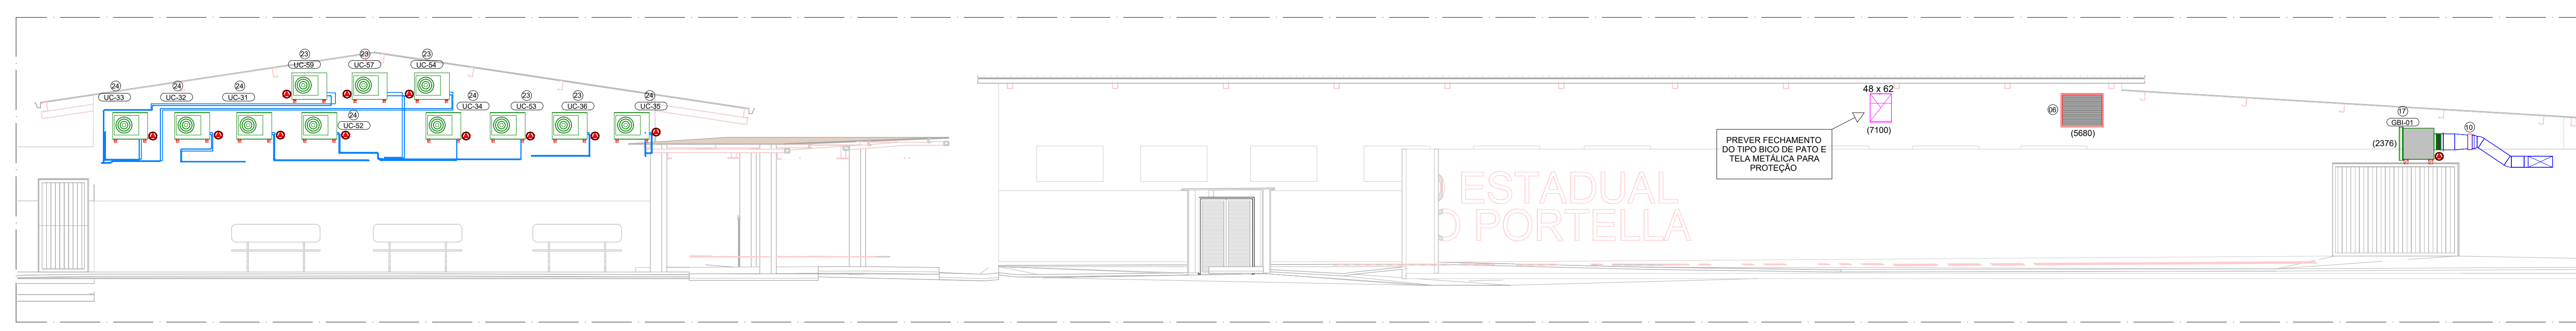 23
UC-59
23
UC-57
23
UC-54
24
UC-33
24
UC-32
24
UC-31
24
UC-52
24
UC-34
23
UC-53
23
UC-36
24
UC-35
48 x 62
(7100)
PREVER FECHAMENTO
DO TIPO BICO DE PATO E
TELA METÁLICA PARA
PROTEÇÃO
06
(5680)
17
GBI-01
(2376)
10
O ESTADUAL
O PORTELLA